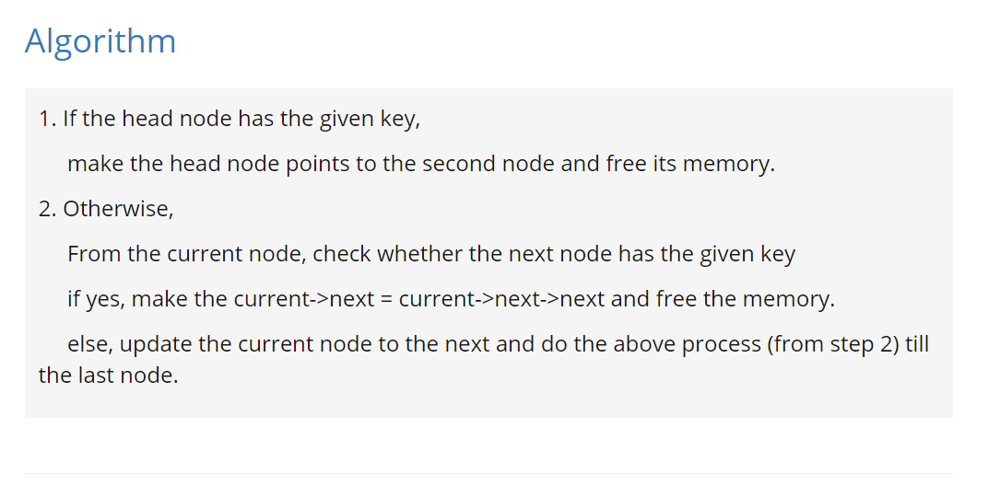 Algorithm
1. If the head node has the given key,
make the head node points to the second node and free its memory.
2. Otherwise,
From the current node, check whether the next node has the given key
if yes, make the current->next = current->next->next and free the memory.
else, update the current node to the next and do the above process (from step 2) till
the last node.